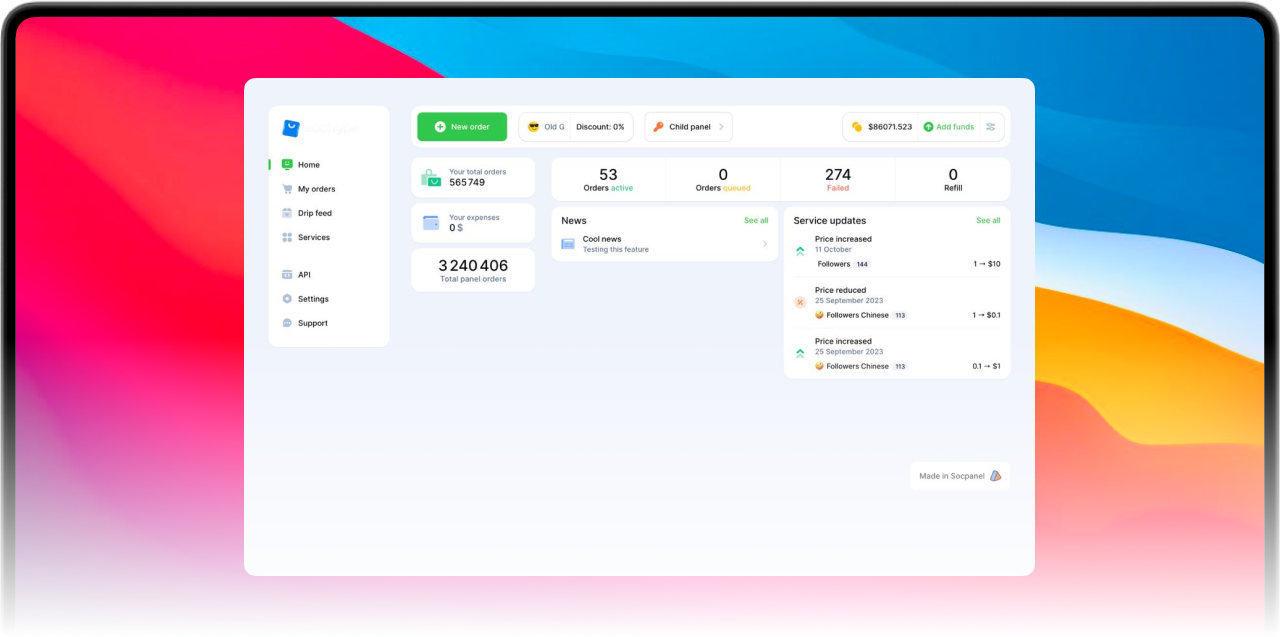 Home
My orders
Drip feed
Services
API
Settings
Support
New order
Old G
Discount: 0%
Child panel
$86071.523
Add funds
Your total orders
565 749
Your expenses
0 $
3 240 406
Total panel orders
53
Orders active
0
Orders queued
274
Failed
0
Refill
News
See all
Cool news
Testing this feature
Service updates
See all
Price increased
11 October
Followers 144
1 → $10
Price reduced
25 September 2023
Followers Chinese 113
1 → $0.1
Price increased
25 September 2023
Followers Chinese 113
0.1 → $1
Made in Socpanel